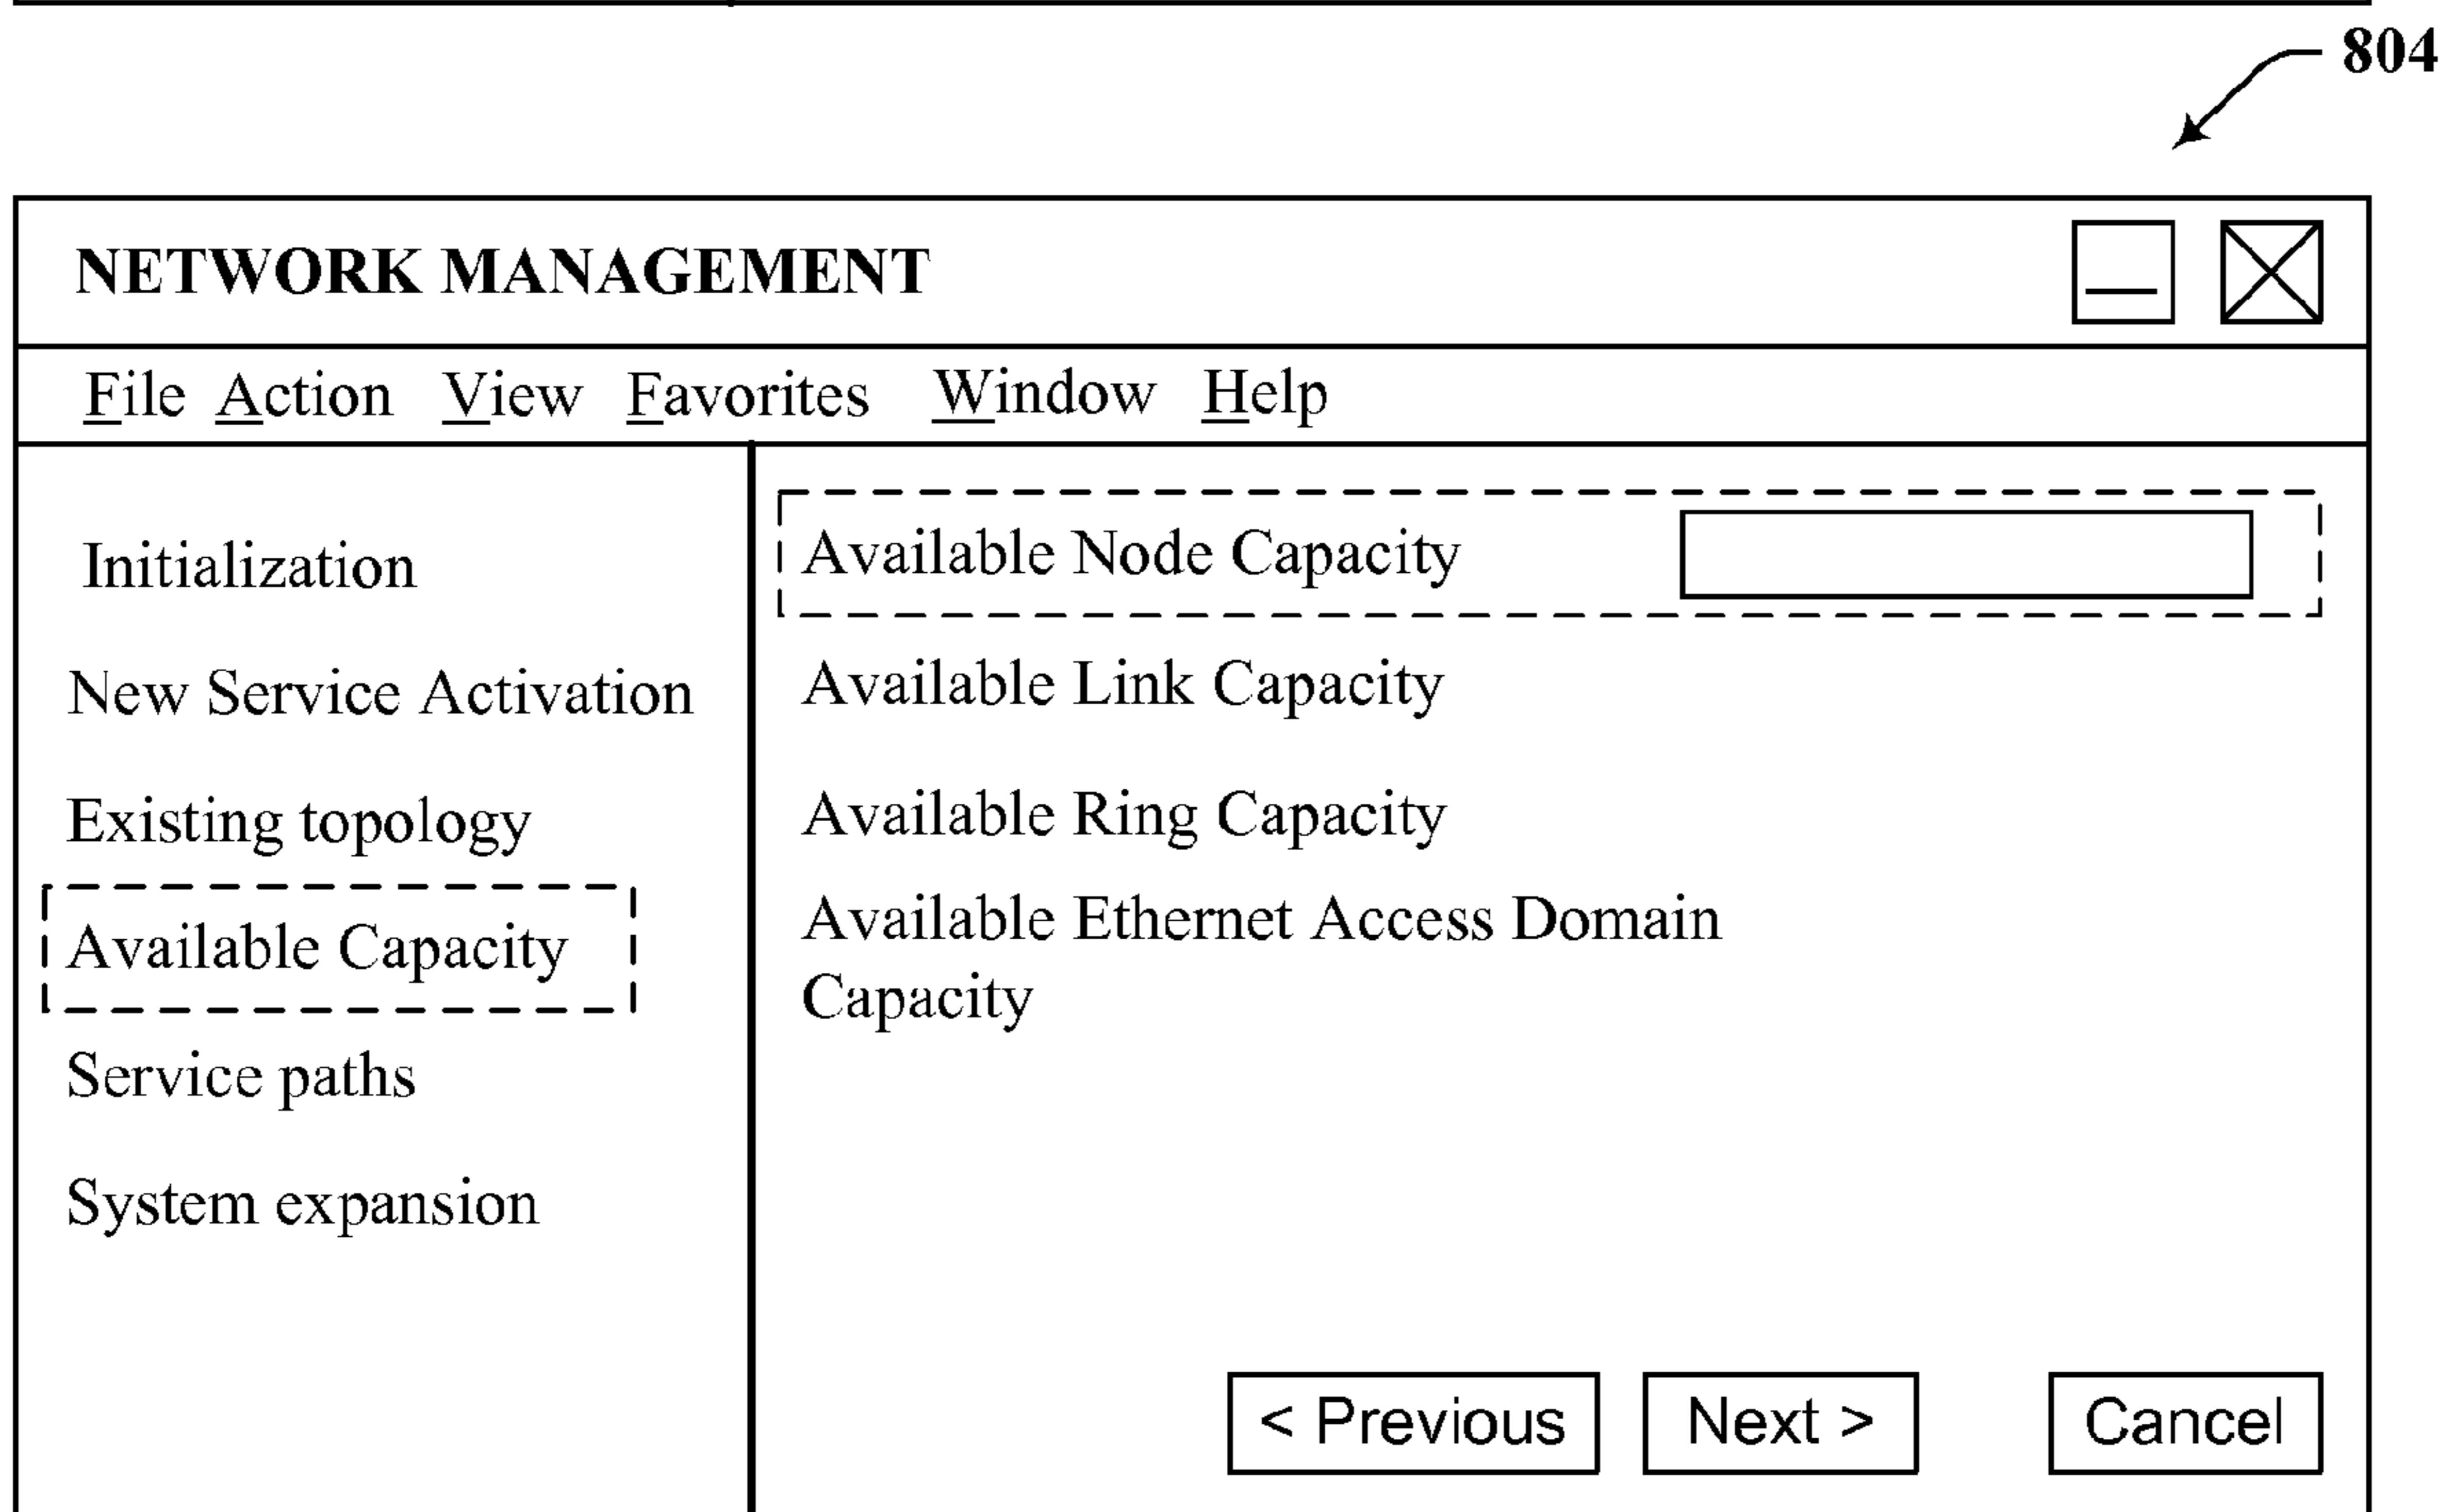 804
NETWORK MANAGEMENT
File Action View Favorites Window Help
Initialization
New Service Activation
Existing topology
Available Capacity
Service paths
System expansion
Available Node Capacity
Available Link Capacity
Available Ring Capacity
Available Ethernet Access Domain
Capacity
< Previous
Next >
Cancel